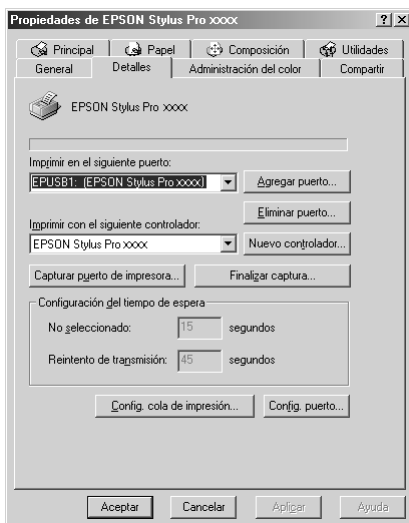 Propiedades de EPSON Stylus Pro xxxx
Principal Papel Composición Utilidades
General Detalles Administración del color Compartir
EPSON Stylus Pro xxxx
Imprimir en el siguiente puerto:
EPUSB1: (EPSON Stylus Pro xxxx) Agregar puerto...
Eliminar puerto...
Imprimir con el siguiente controlador:
EPSON Stylus Pro xxxx Nuevo controlador...
Capturar puerto de impresora... Finalizar captura...
Configuración del tiempo de espera
No seleccionado: 15 segundos
Reintento de transmisión: 45 segundos
Config. cola de impresión... Config. puerto...
Aceptar Cancelar Aplicar Ayuda